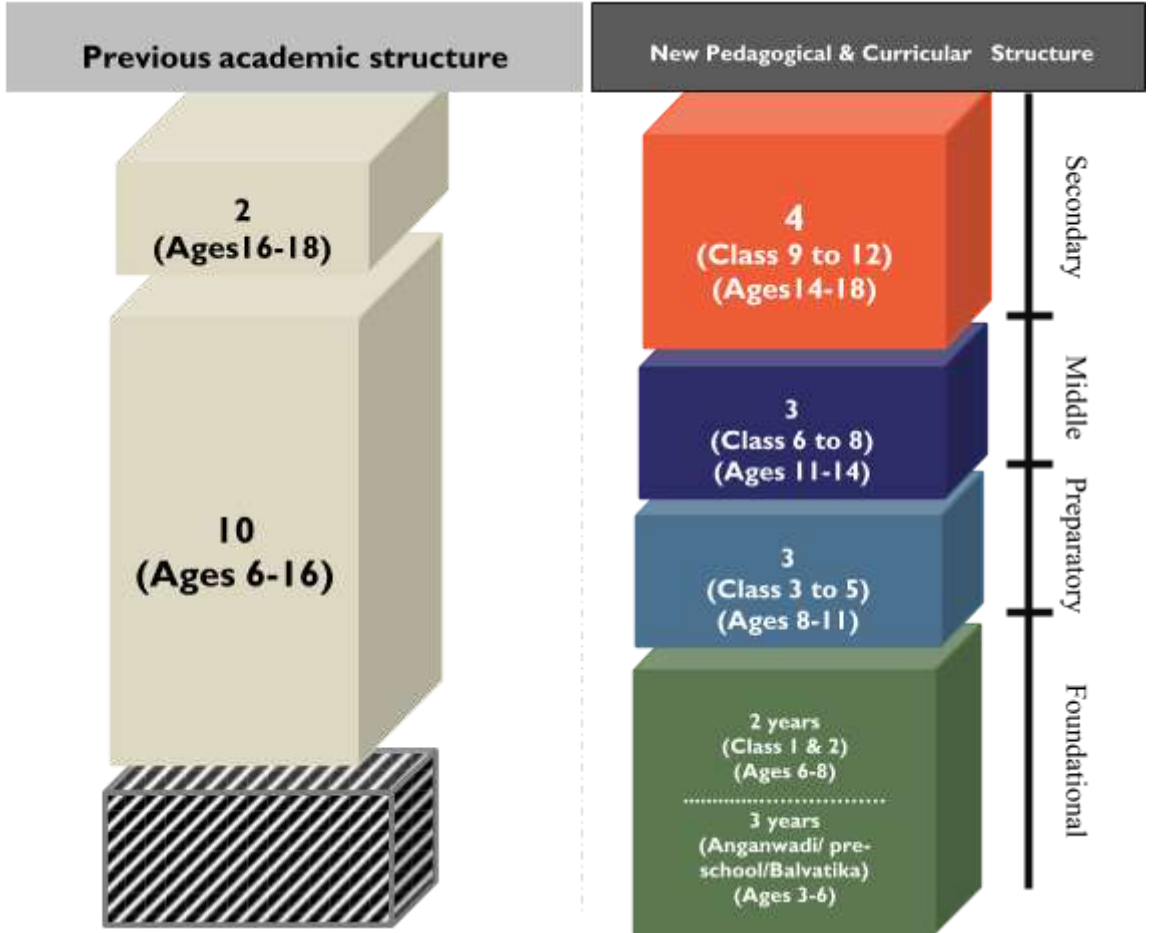 Previous academic structure
2
(Ages16-18)
10
(Ages 6-16)
New Pedagogical & Curricular Structure
4
(Class 9 to 12)
(Ages14-18)
3
(Class 6 to 8)
(Ages 11-14)
3
(Class 3 to 5)
(Ages 8-11)
2 years
(Class 1 & 2)
(Ages 6-8)
3 years
(Anganwadi/ pre-
school/Balvatika)
(Ages 3-6)
Secondary
Middle
Preparatory
Foundational